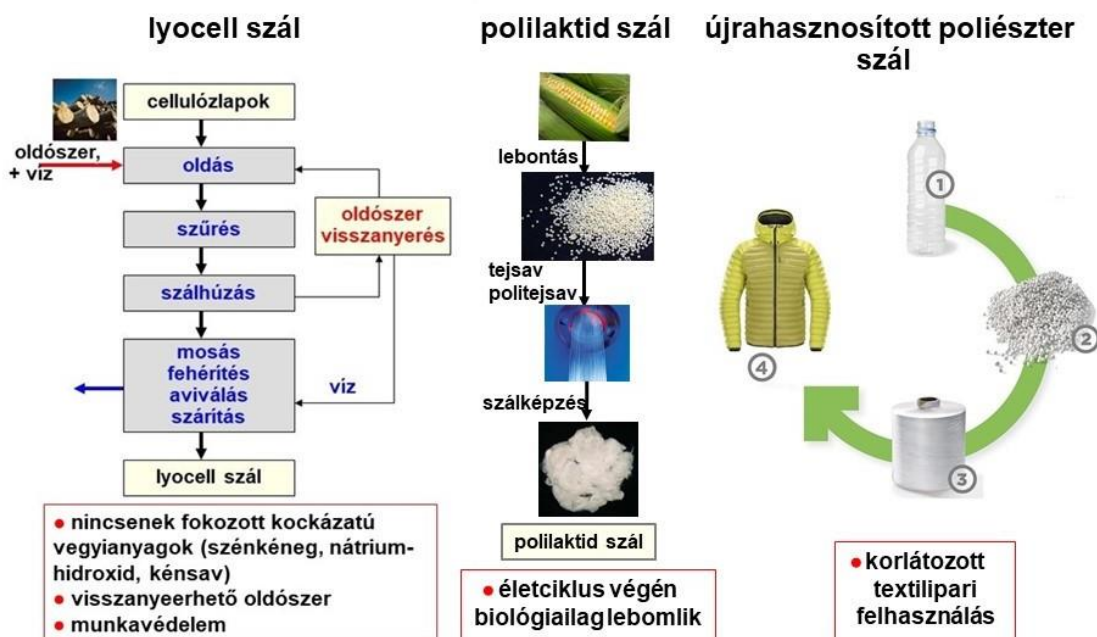 lyocell szál
cellúlózlapok
oldószer,
+ víz
oldás
szűrés
oldószer
visszanyerés
szálhúzás
mosás
fehérítés
aviválás
szárítás
víz
lyocell szál
● nincsenek fokozott kockázatú
vegyianyagok (szénkéneg, nátrium-
hidroxid, kénsav)
● visszanyeerhető oldószer
● munkavédelem
polilaktid szál
lebontás
tejsav
politejsav
szálképzés
polilaktid szál
● életciklus végén
biológiailag lebomlik
újrahasznosított poliészter
szál
1
2
3
4
● korlátozott
textilipari
felhasználás